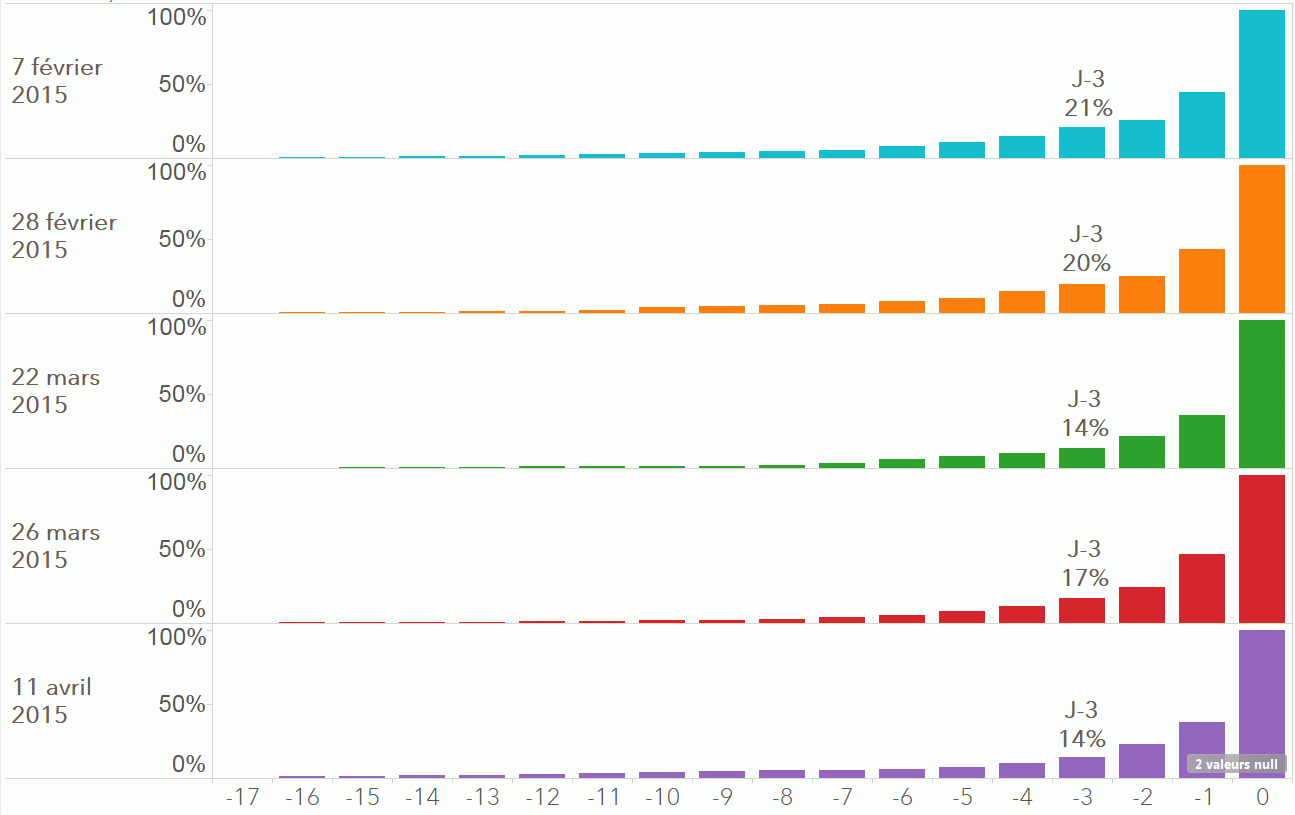 100%
7 février
2015
50%
J-3
21%
0%
100%
28 février
2015
50%
J-3
20%
0%
100%
22 mars
2015
50%
J-3
14%
0%
100%
26 mars
2015
50%
J-3
17%
0%
100%
11 avril
2015
50%
J-3
14%
0%
2 valeurs null
-17 -16 -15 -14 -13 -12 -11 -10 -9 -8 -7 -6 -5 -4 -3 -2 -1 0